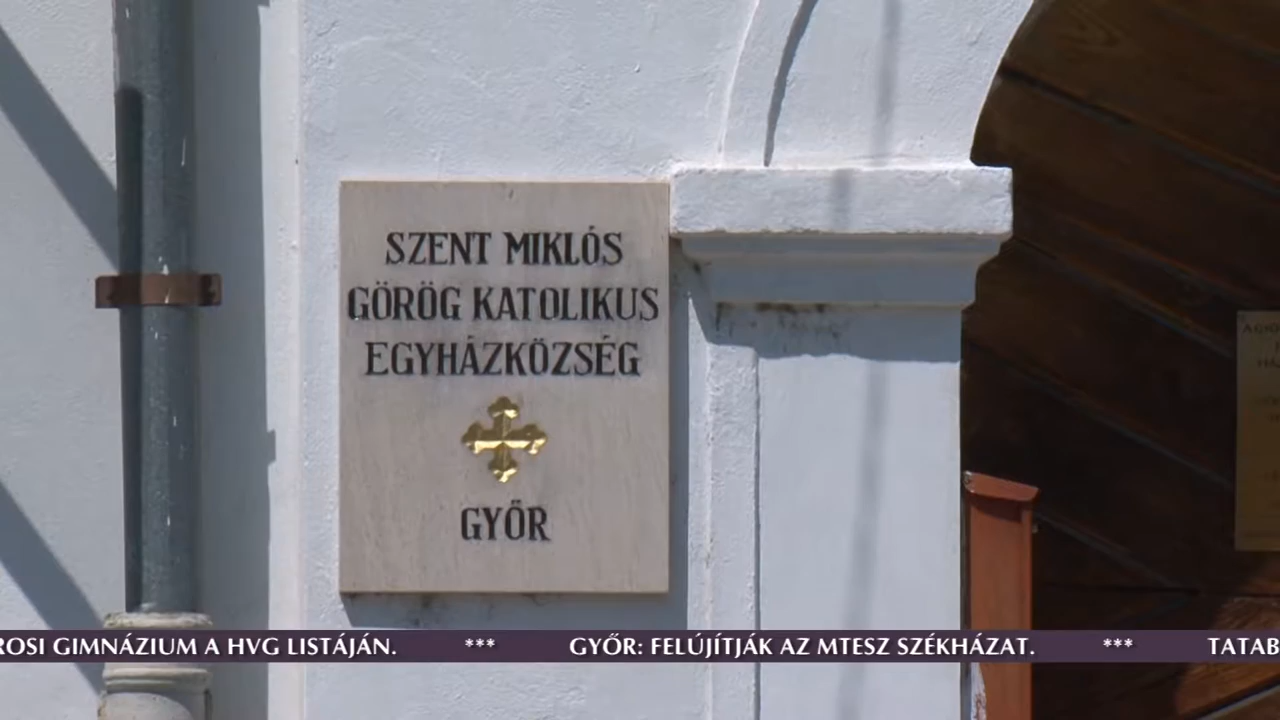 SZENT MIKLÓS
GÖRÖG KATOLIKUS
EGYHÁZKÖZSÉG
GYŐR
ROSI GIMNÁZIUM A HVG LISTÁJÁN. *** GYŐR: FELÚJÍTJÁK AZ MTESZ SZÉKHÁZAT. *** TATAB